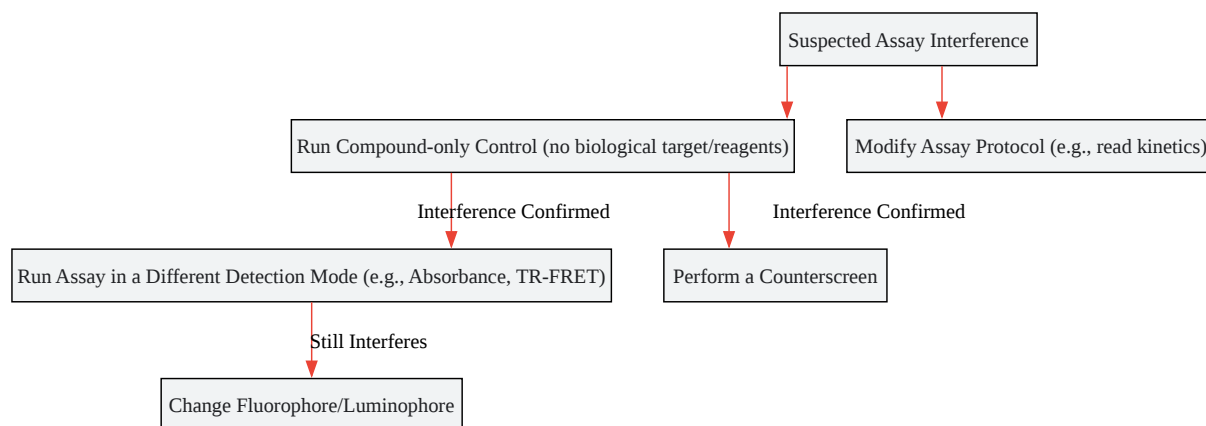 Suspected Assay Interference
Run Compound-only Control (no biological target/reagents)
Modify Assay Protocol (e.g., read kinetics)
Interference Confirmed
Interference Confirmed
Run Assay in a Different Detection Mode (e.g., Absorbance, TR-FRET)
Perform a Counterscreen
Still Interferes
Change Fluorophore/Luminophore